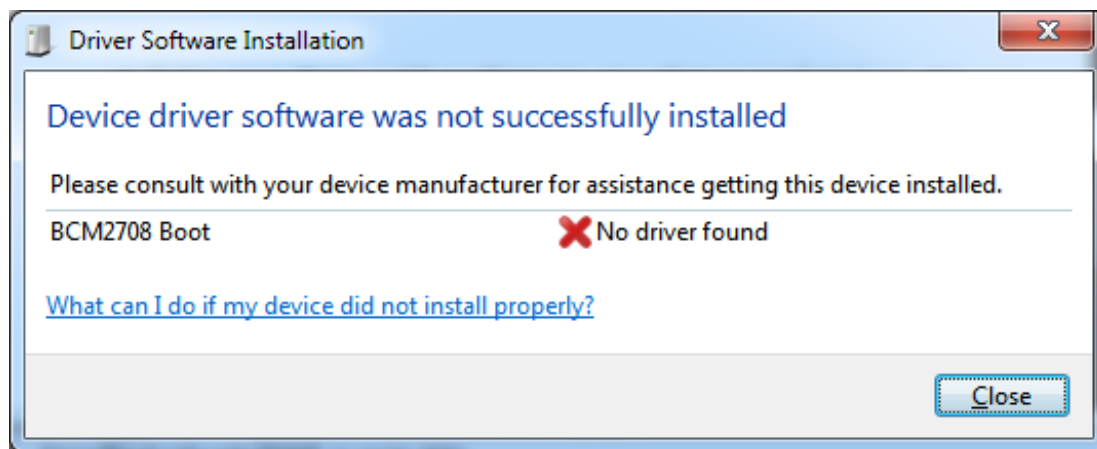 Driver Software Installation
Device driver software was not successfully installed
Please consult with your device manufacturer for assistance getting this device installed.
BCM2708 Boot No driver found
What can I do if my device did not install properly?
Close